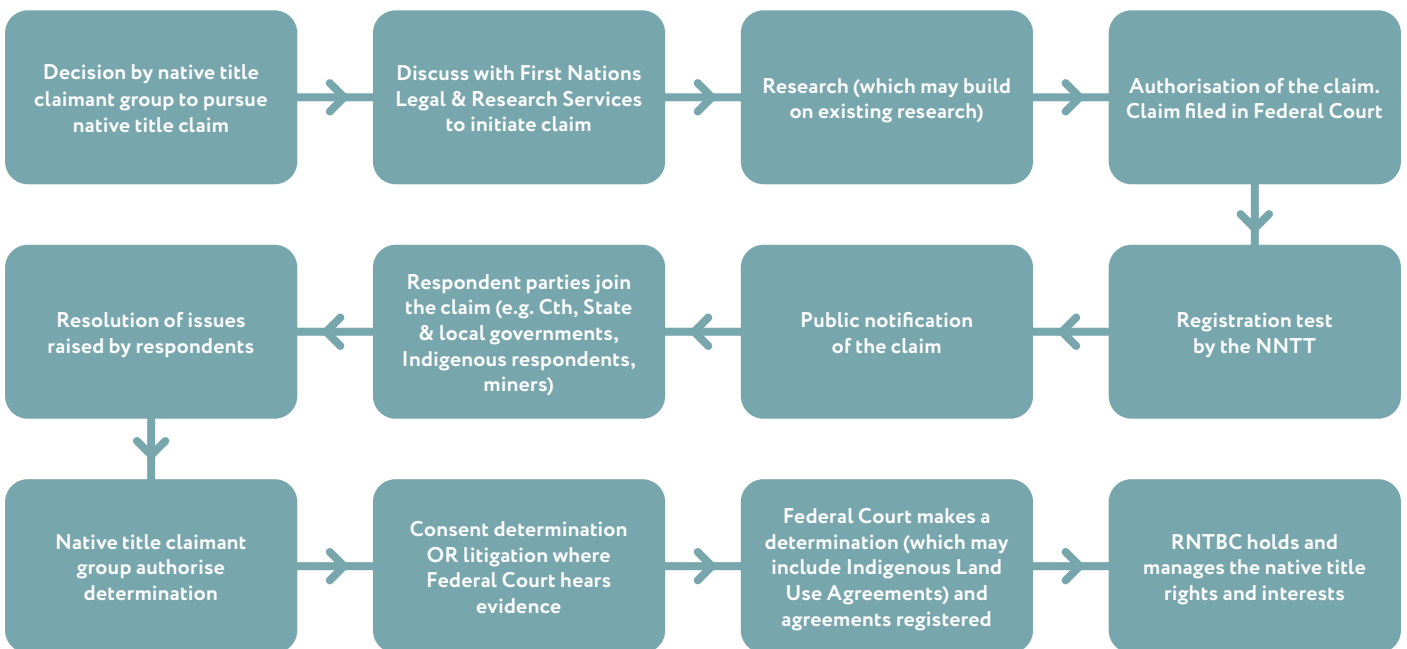 Decision by native title
claimant group to pursue
native title claim
Discuss with First Nations
Legal & Research Services
to initiate claim
Research (which may build
on existing research)
Authorisation of the claim.
Claim filed in Federal Court
Registration test
by the NNTT
Public notification
of the claim
Respondent parties join
the claim (e.g. Cth, State
& local governments,
Indigenous respondents,
miners)
Resolution of issues
raised by respondents
Native title claimant
group authorise
determination
Consent determination
OR litigation where
Federal Court hears
evidence
Federal Court makes a
determination (which may
include Indigenous Land
Use Agreements) and
agreements registered
RNTBC holds and
manages the native title
rights and interests